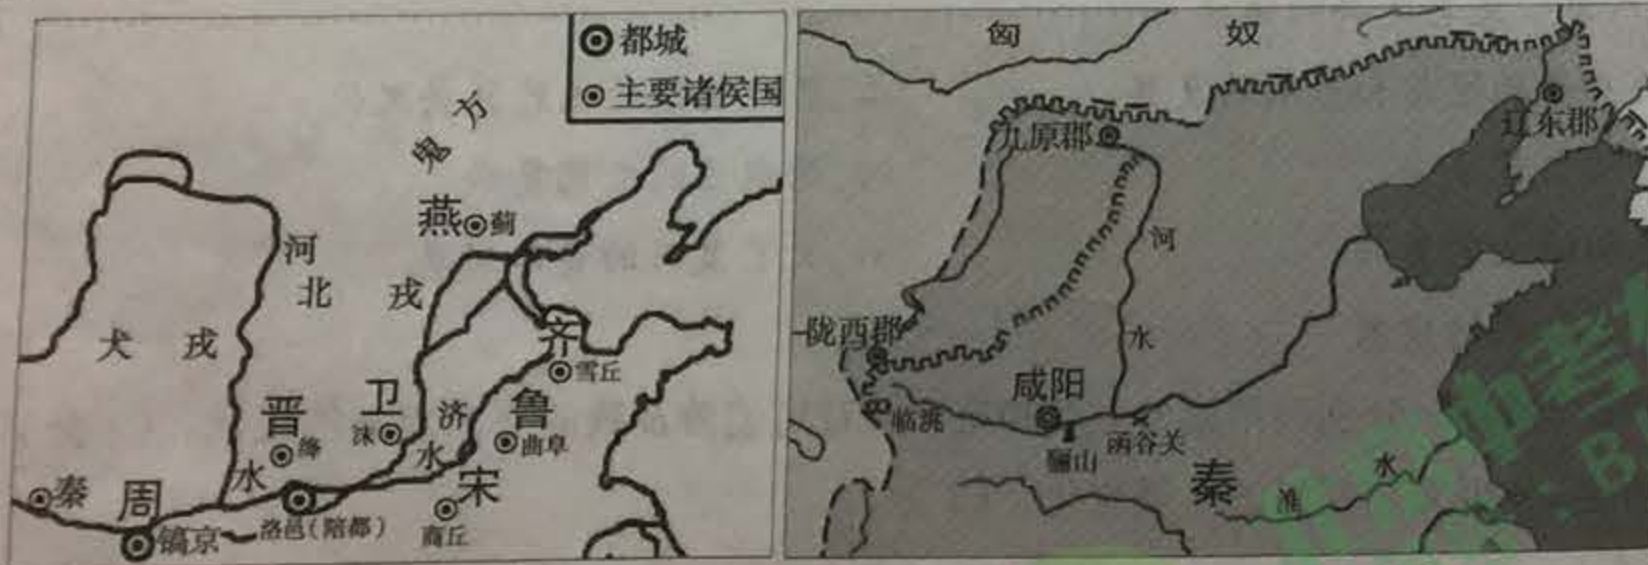 都城
主要诸侯国
鬼方
燕
蓟
河
北 戎
犬 戎
齐
雪丘
晋
卫
济
鲁
沫
曲阜
绛
水
水
宋
秦
周
镐京
洛邑(陪都)
商丘
匈 奴
九原郡
辽东郡
河
水
陇西郡
咸阳
临洮
函谷关
骊山
秦
淮 水
B